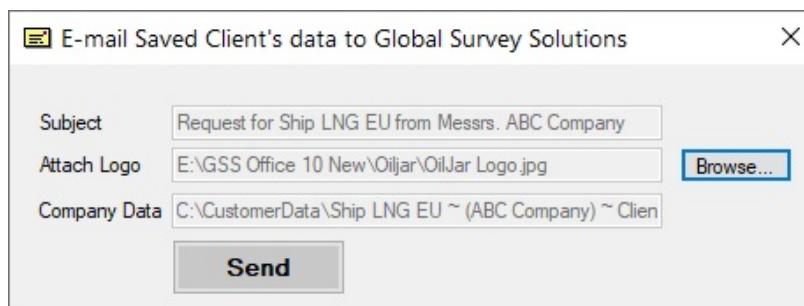 E-mail Saved Client's data to Global Survey Solutions
Subject Request for Ship LNG EU from Messrs. ABC Company
Attach Logo E:\GSS Office 10 New\Oiljar\OilJar Logo.jpg Browse...
Company Data C:\CustomerData\Ship LNG EU ~ (ABC Company) ~ Clien
Send